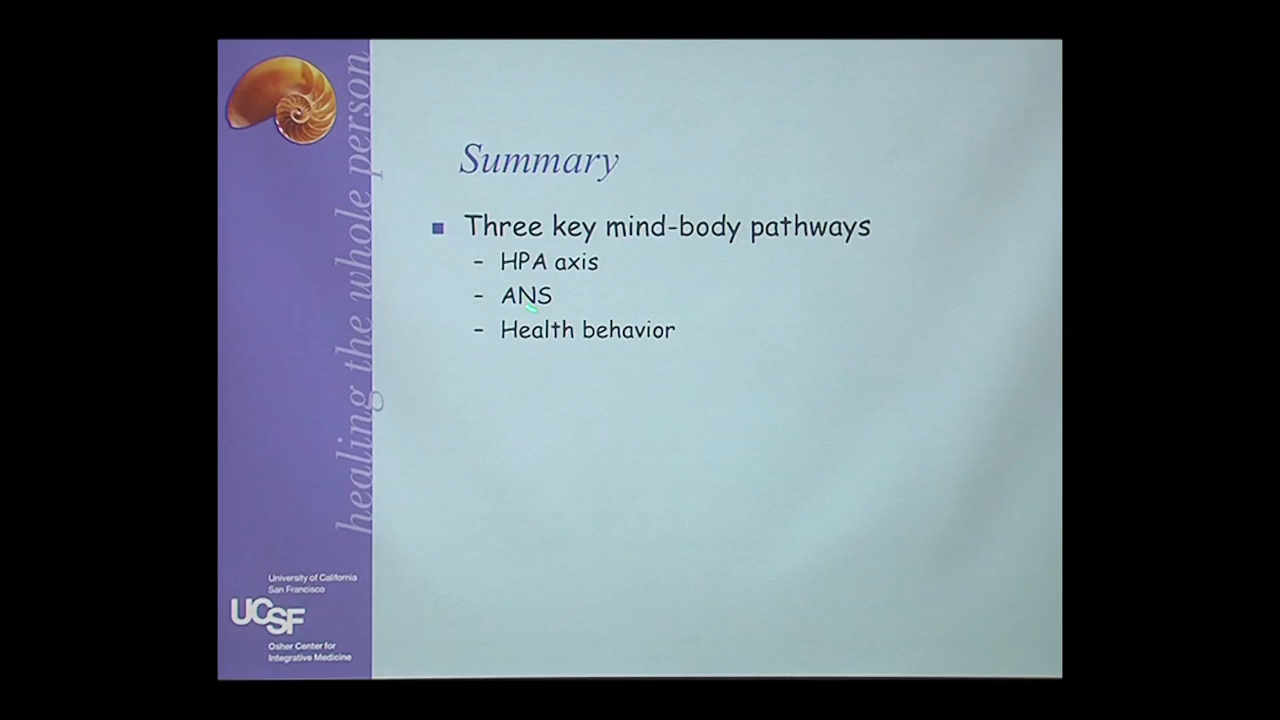 healing the whole person
Summary
■ Three key mind-body pathways
– HPA axis
– ANS
– Health behavior
University of California
San Francisco
UCSF
Osher Center for
Integrative Medicine